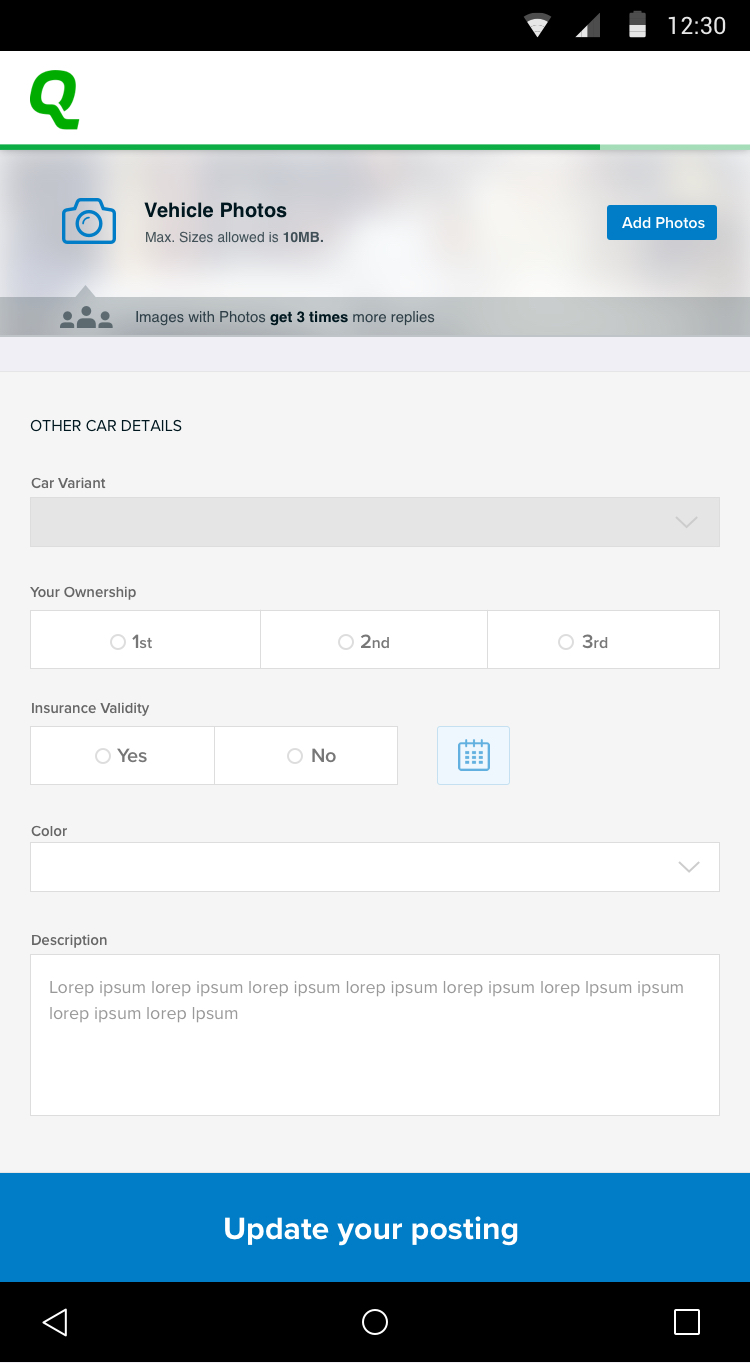 12:30
Q
Vehicle Photos
Max. Sizes allowed is 10MB.
Add Photos
Images with Photos get 3 times more replies
OTHER CAR DETAILS
Car Variant
Your Ownership
1st
2nd
3rd
Insurance Validity
Yes
No
Color
Description
Lorep ipsum lorep ipsum lorep ipsum lorep ipsum lorep ipsum lorep Ipsum ipsum
lorep ipsum lorep Ipsum
Update your posting